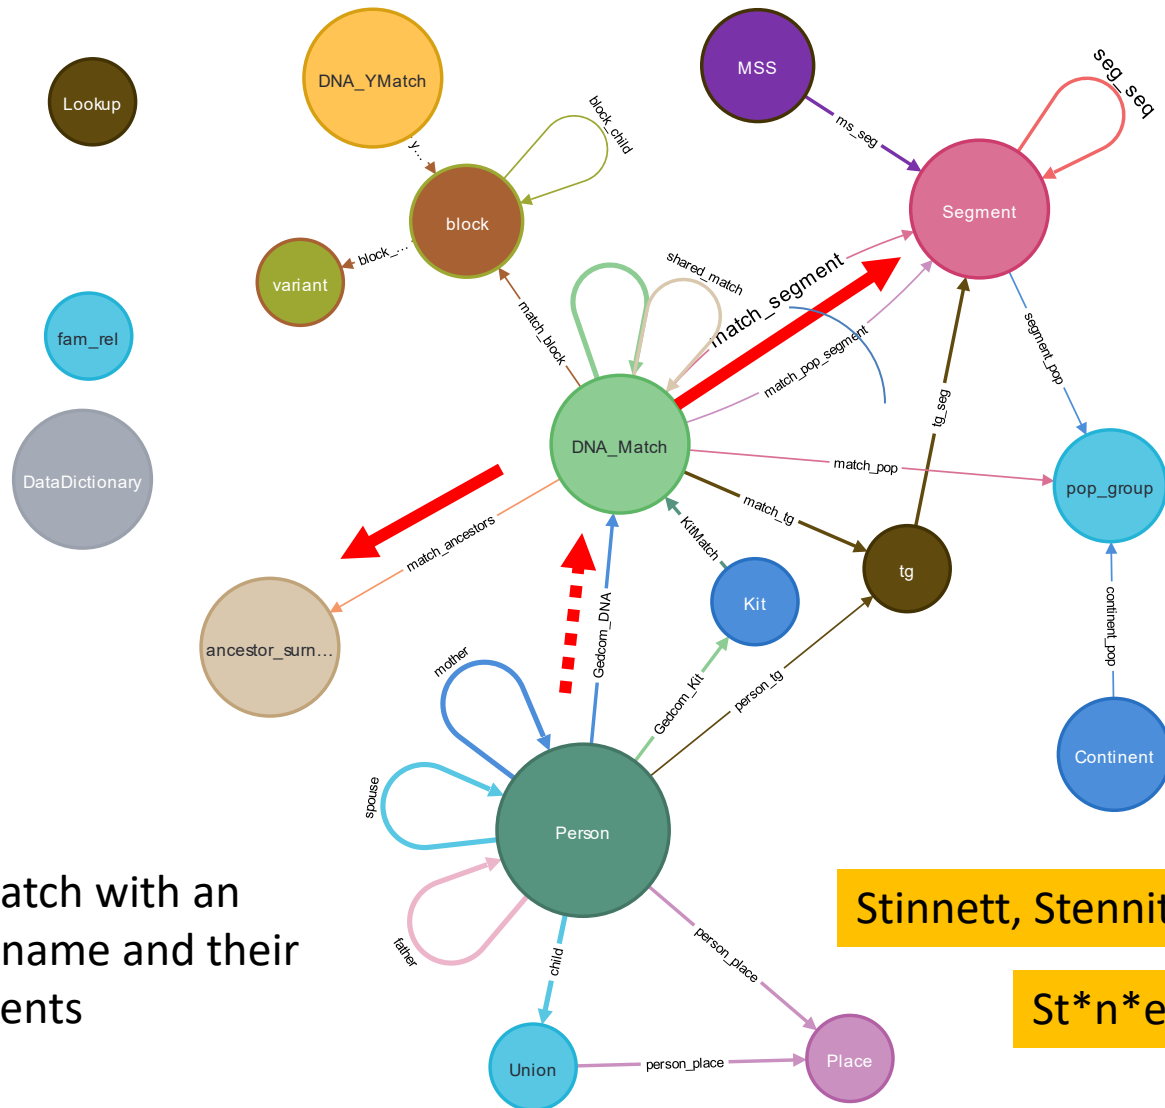 DNA_YMatch
MSS
Lookup
block_child
seg_seq
ms_seg
y…
Segment
block
block_…
variant
shared_match
match_segment
fam_rel
match_block
match_pop_segment
segment_pop
tg_seg
DNA_Match
match_pop
DataDictionary
pop_group
match_tg
KitMatch
match_ancestors
tg
Kit
continent_pop
Gedcom_DNA
ancestor_surn…
mother
Gedcom_Kit
person_tg
Continent
spouse
Person
atch with an
name and their
ents
Stinnett, Stennit
father
person_place
child
St*n*e
Union
person_place
Place